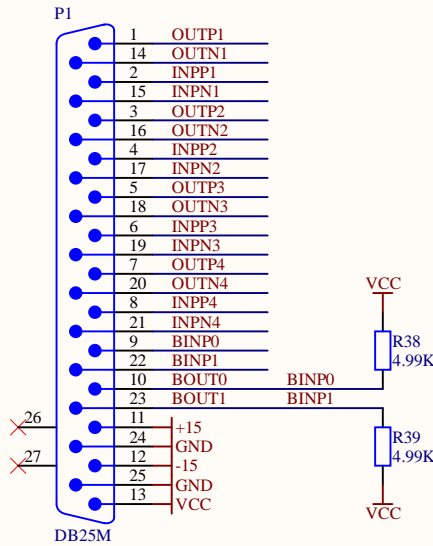 P1
1 OUTP1
14 OUTN1
2 INPP1
15 INPN1
3 OUTP2
16 OUTN2
4 INPP2
17 INPN2
5 OUTP3
18 OUTN3
6 INPP3
19 INPN3
7 OUTP4
20 OUTN4
VCC
8 INPP4
21 INPN4
9 BINP0
R38
4.99K
22 BINP1
10 BOUT0 BINP0
23 BOUT1 BINP1
26 11 +15
24 GND
R39
4.99K
27 12 -15
25 GND
13 VCC
VCC
DB25M